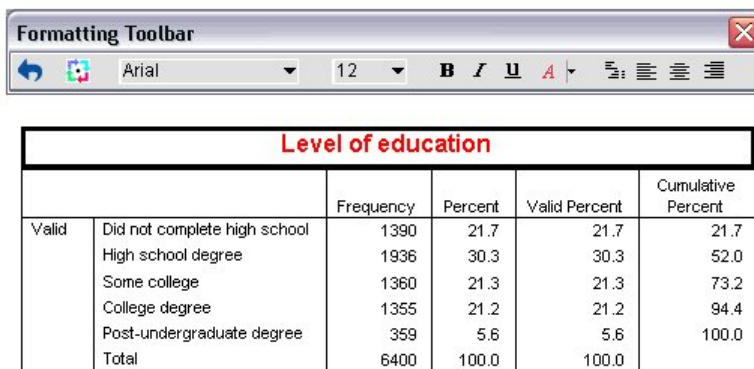 Formatting Toolbar
Arial 12 B I U A
Level of education
Frequency Percent Valid Percent Cumulative Percent
Valid Did not complete high school 1390 21.7 21.7 21.7
High school degree 1936 30.3 30.3 52.0
Some college 1360 21.3 21.3 73.2
College degree 1355 21.2 21.2 94.4
Post-undergraduate degree 359 5.6 5.6 100.0
Total 6400 100.0 100.0